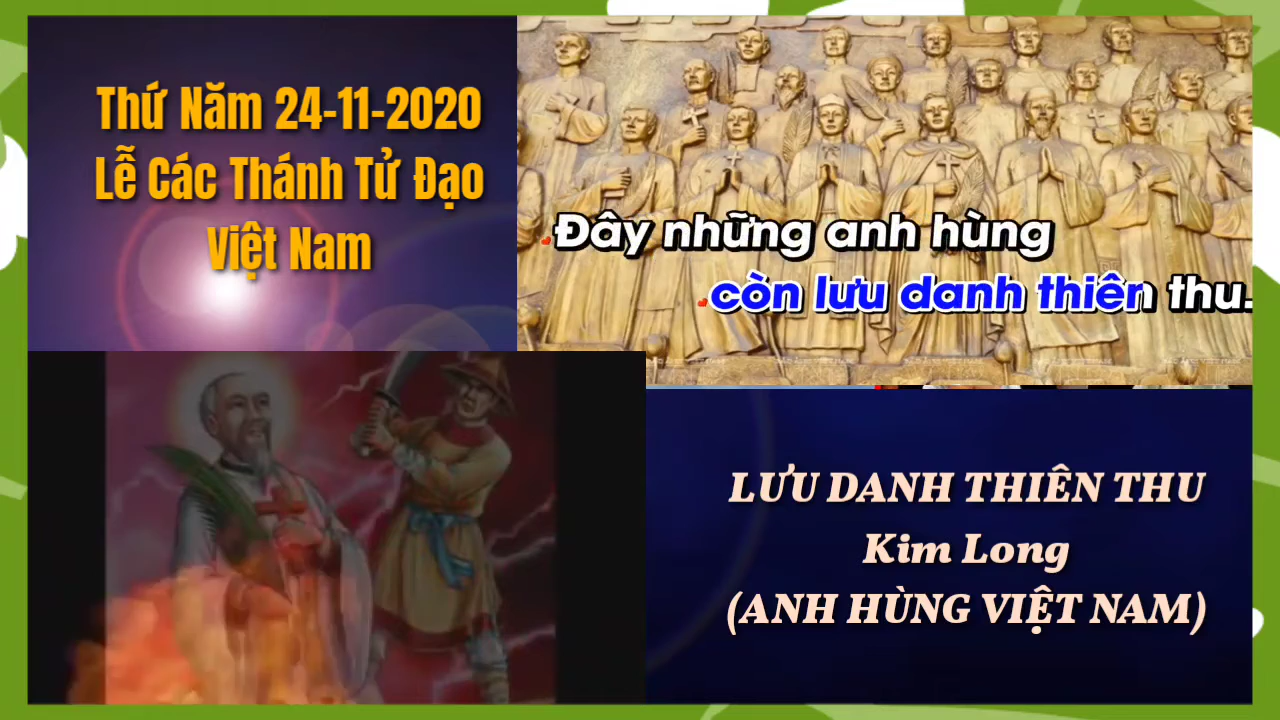 Thứ Năm 24-11-2020
Lễ Các Thánh Tử Đạo
Việt Nam
Đây những anh hùng
còn lưu danh thiên thu.
LƯU DANH THIÊN THU
Kim Long
(ANH HÙNG VIỆT NAM)